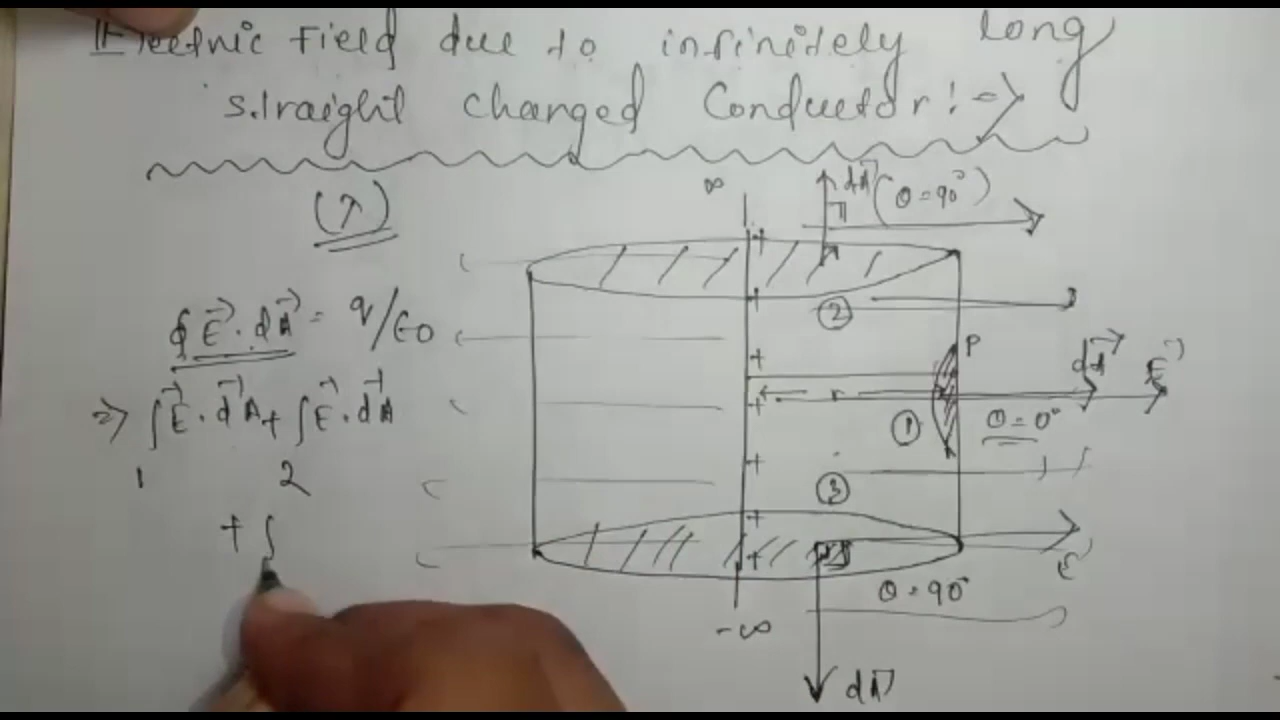 Electric Field due to infinitely long
straight charged Conductor :⇒
(λ)
∮ E⃗ · dA⃗ = q/ε0
⇒ ∫ E⃗ · dA⃗ + ∫ E⃗ · dA⃗
1 2
+ ∫
∞
dA⃗ (θ = 90°)
+
+
②
+
P
dA⃗
E⃗
r
+
①
θ = 0°
+
③
+
+
E⃗
θ = 90°
-∞
dA⃗